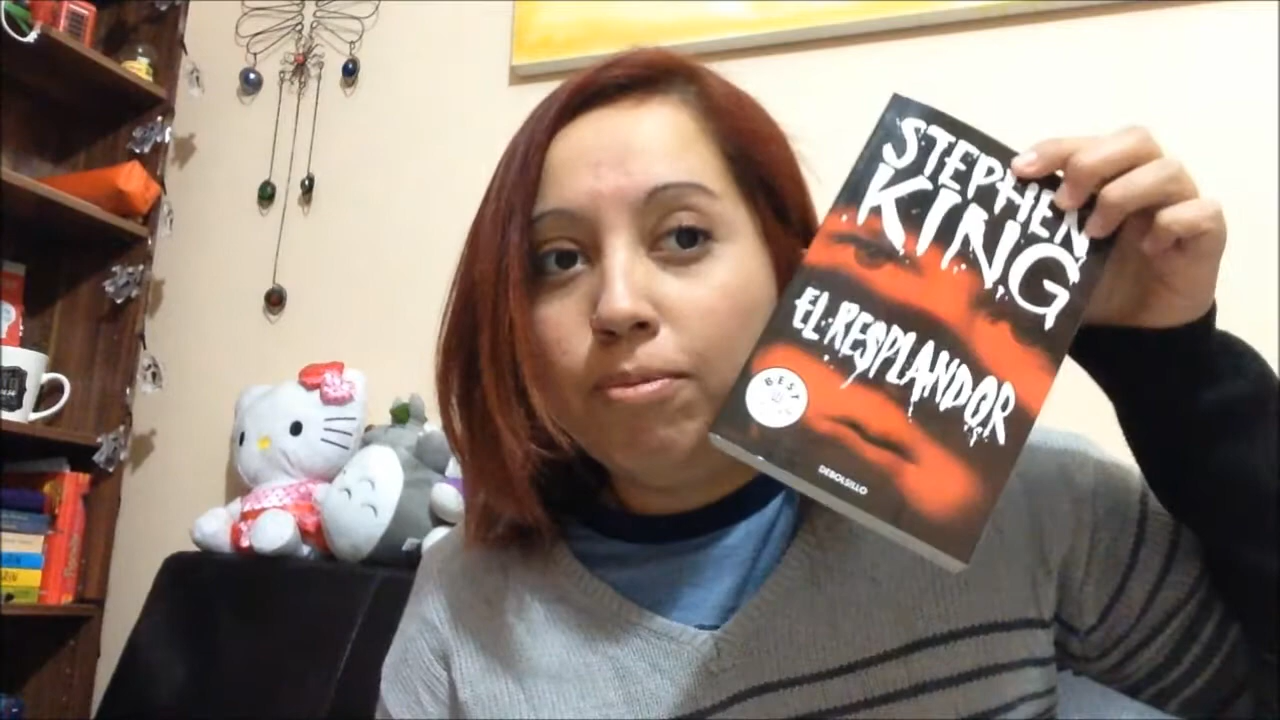 STEPHEN
KING
EL RESPLANDOR
BEST
DEBOLSILLO